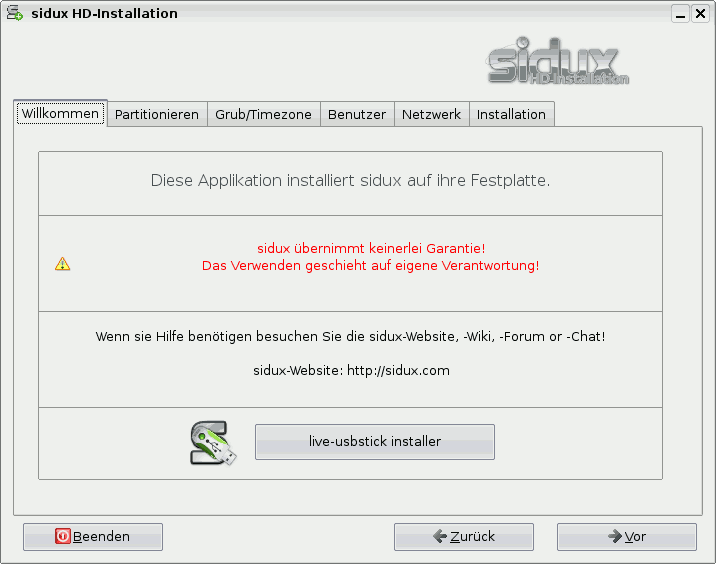 sidux HD-Installation
sidux
HD-Installation
Willkommen Partitionieren Grub/Timezone Benutzer Netzwerk Installation
Diese Applikation installiert sidux auf ihre Festplatte.
sidux übernimmt keinerlei Garantie!
Das Verwenden geschieht auf eigene Verantwortung!
Wenn sie Hilfe benötigen besuchen Sie die sidux-Website, -Wiki, -Forum or -Chat!
sidux-Website: http://sidux.com
live-usbstick installer
Beenden Zurück Vor